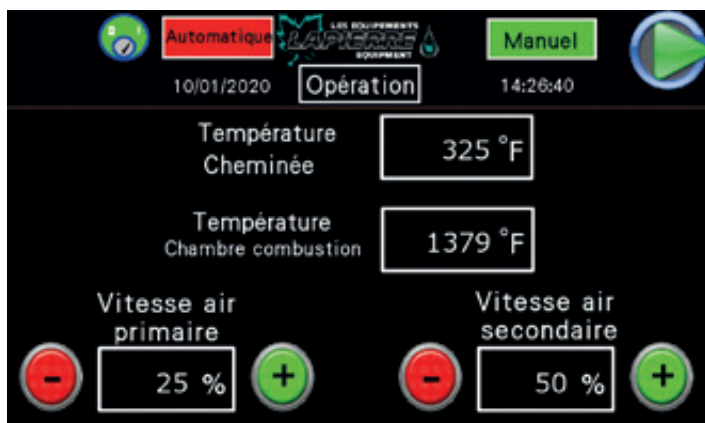 Automatique
LES ÉQUIPEMENTS
LAPIERRE
EQUIPMENT
Manuel
10/01/2020
Opération
14:26:40
Température
Cheminée
325 °F
Température
Chambre combustion
1379 °F
Vitesse air
primaire
- 25 % +
Vitesse air
secondaire
- 50 % +